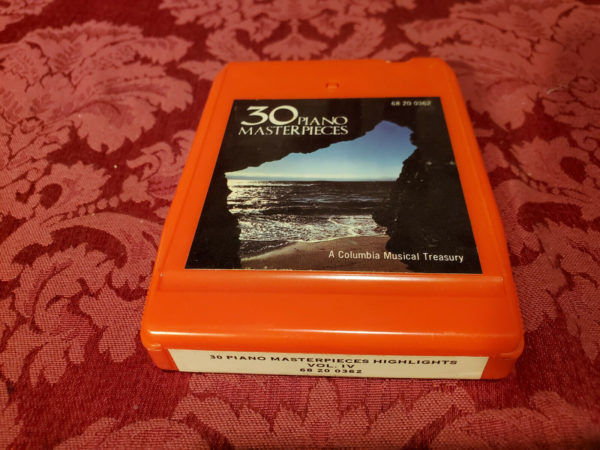 68 20 0362
30 PIANO
MASTERPIECES
A Columbia Musical Treasury
30 PIANO MASTERPIECES HIGHLIGHTS
VOL. IV
68 20 0362